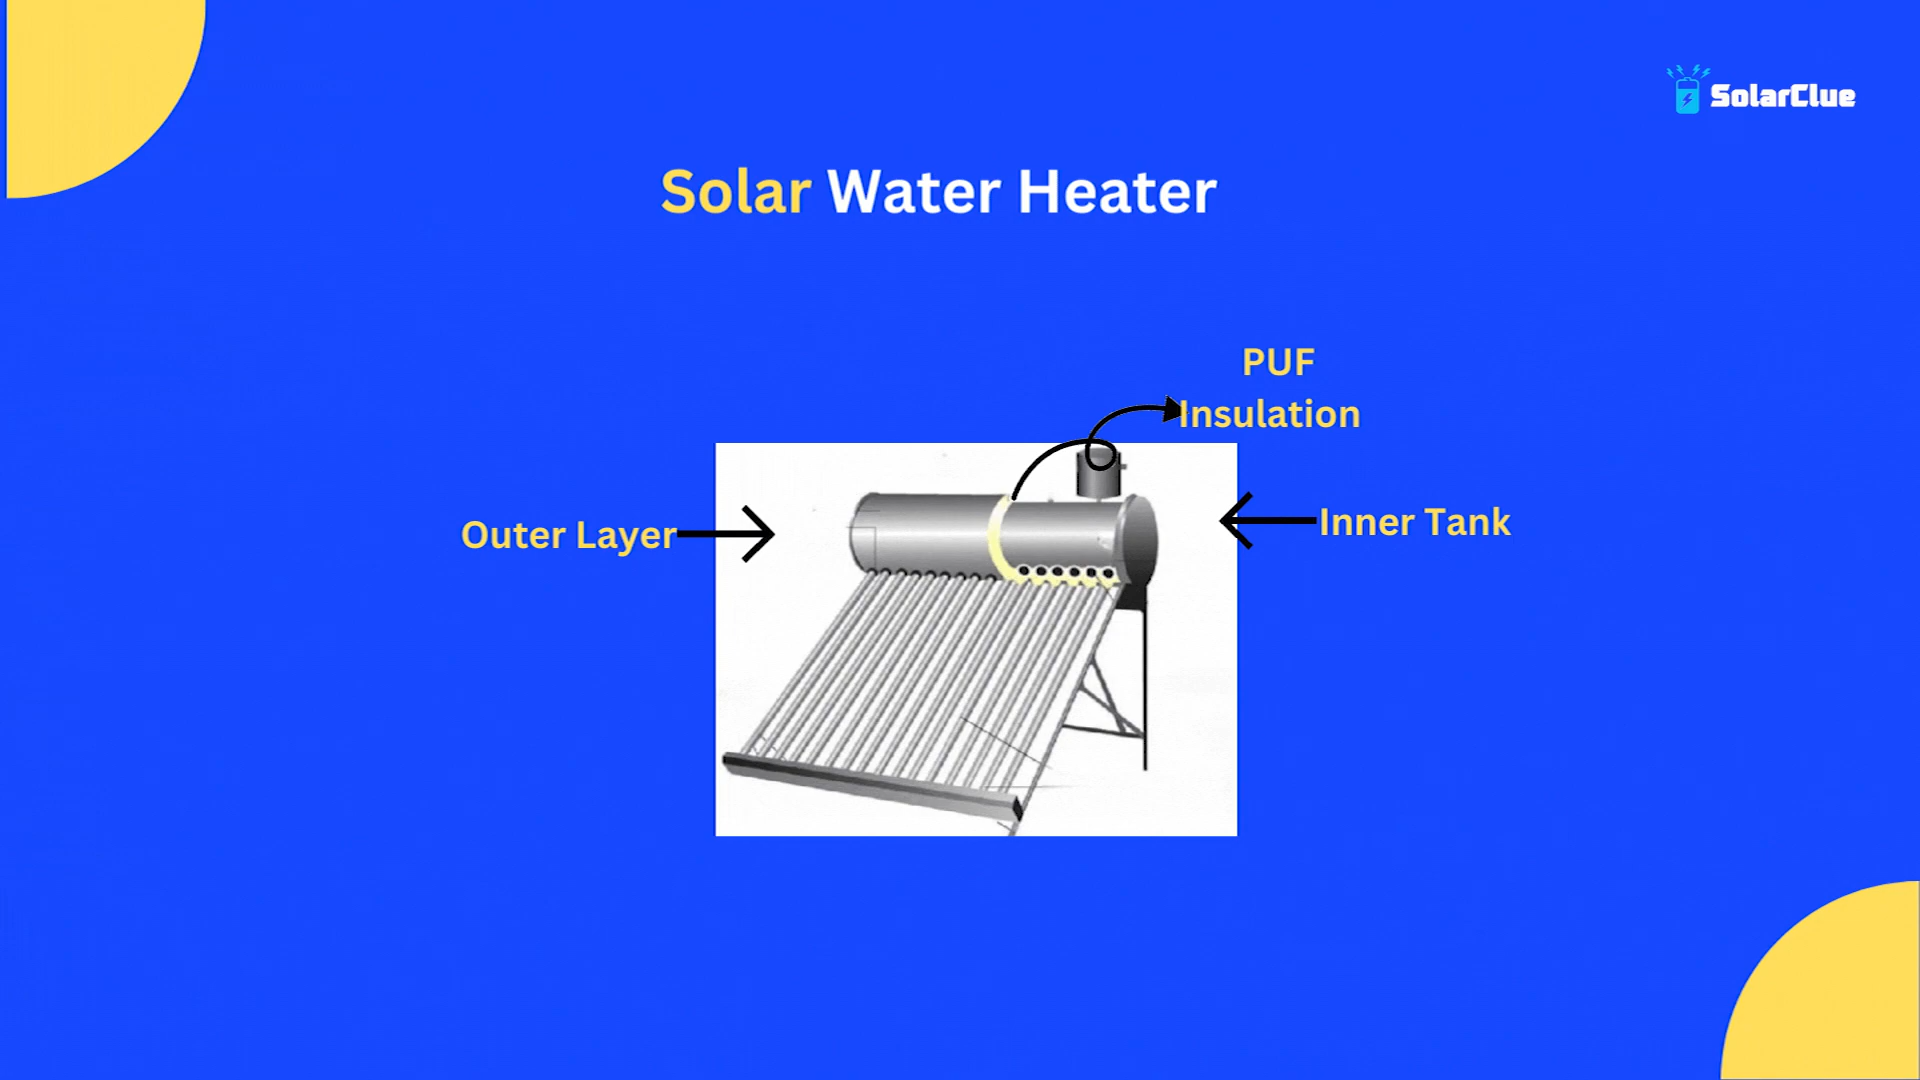 SolarClue
Solar Water Heater
PUF
Insulation
Outer Layer
Inner Tank